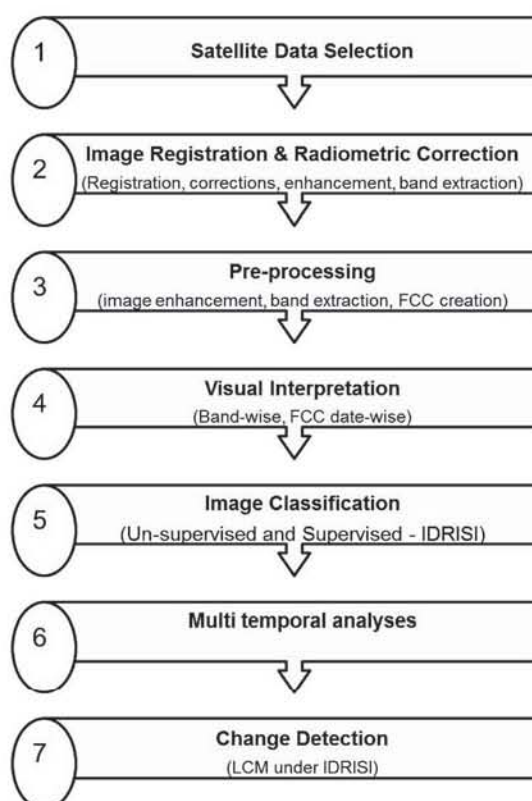 1
Satellite Data Selection
2
Image Registration & Radiometric Correction
(Registration, corrections, enhancement, band extraction)
3
Pre-processing
(image enhancement, band extraction, FCC creation)
4
Visual Interpretation
(Band-wise, FCC date-wise)
5
Image Classification
(Un-supervised and Supervised - IDRISI)
6
Multi temporal analyses
7
Change Detection
(LCM under IDRISI)